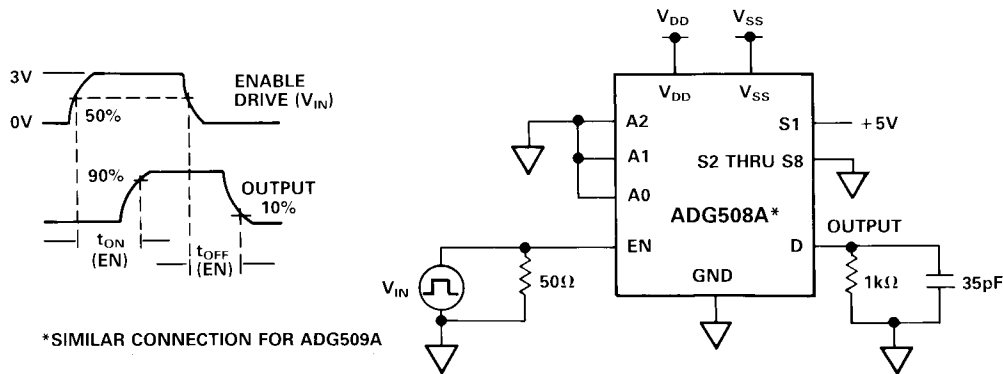 3V
0V
50%
ENABLE
DRIVE (VIN)
90%
OUTPUT
10%
tON
(EN)
tOFF
(EN)
*SIMILAR CONNECTION FOR ADG509A
VDD
VSS
VDD
VSS
A2
A1
A0
EN
S1
+5V
S2 THRU S8
ADG508A*
D
OUTPUT
GND
VIN
50Ω
1kΩ
35pF